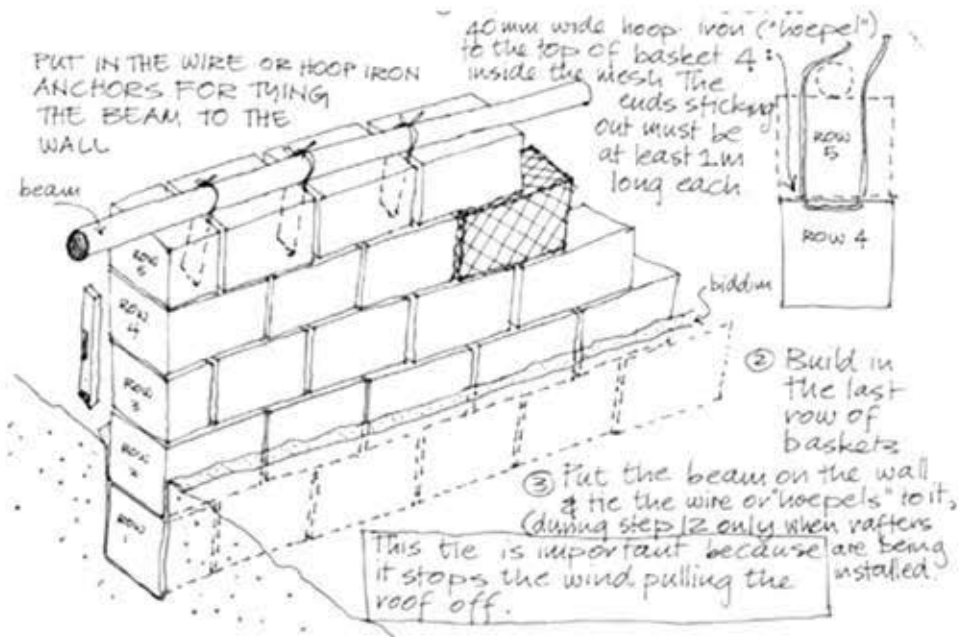 PUT IN THE WIRE OR HOOP IRON
ANCHORS FOR TYING
THE BEAM TO THE
WALL
beam
40mm wide hoop iron ("hoepel")
to the top of basket 4
inside the mesh The
ends sticking
out must be
at least 1m
long each
ROW
5
ROW 4
ROW
5
ROW
4
ROW
3
ROW
2
ROW
1
biddim
② Build in
the last
row of
baskets
③ Put the beam on the wall
& tie the wire or "hoepels" to it,
(during step 12 only when rafters
are being
installed.
This tie is important because
it stops the wind pulling the
roof off.